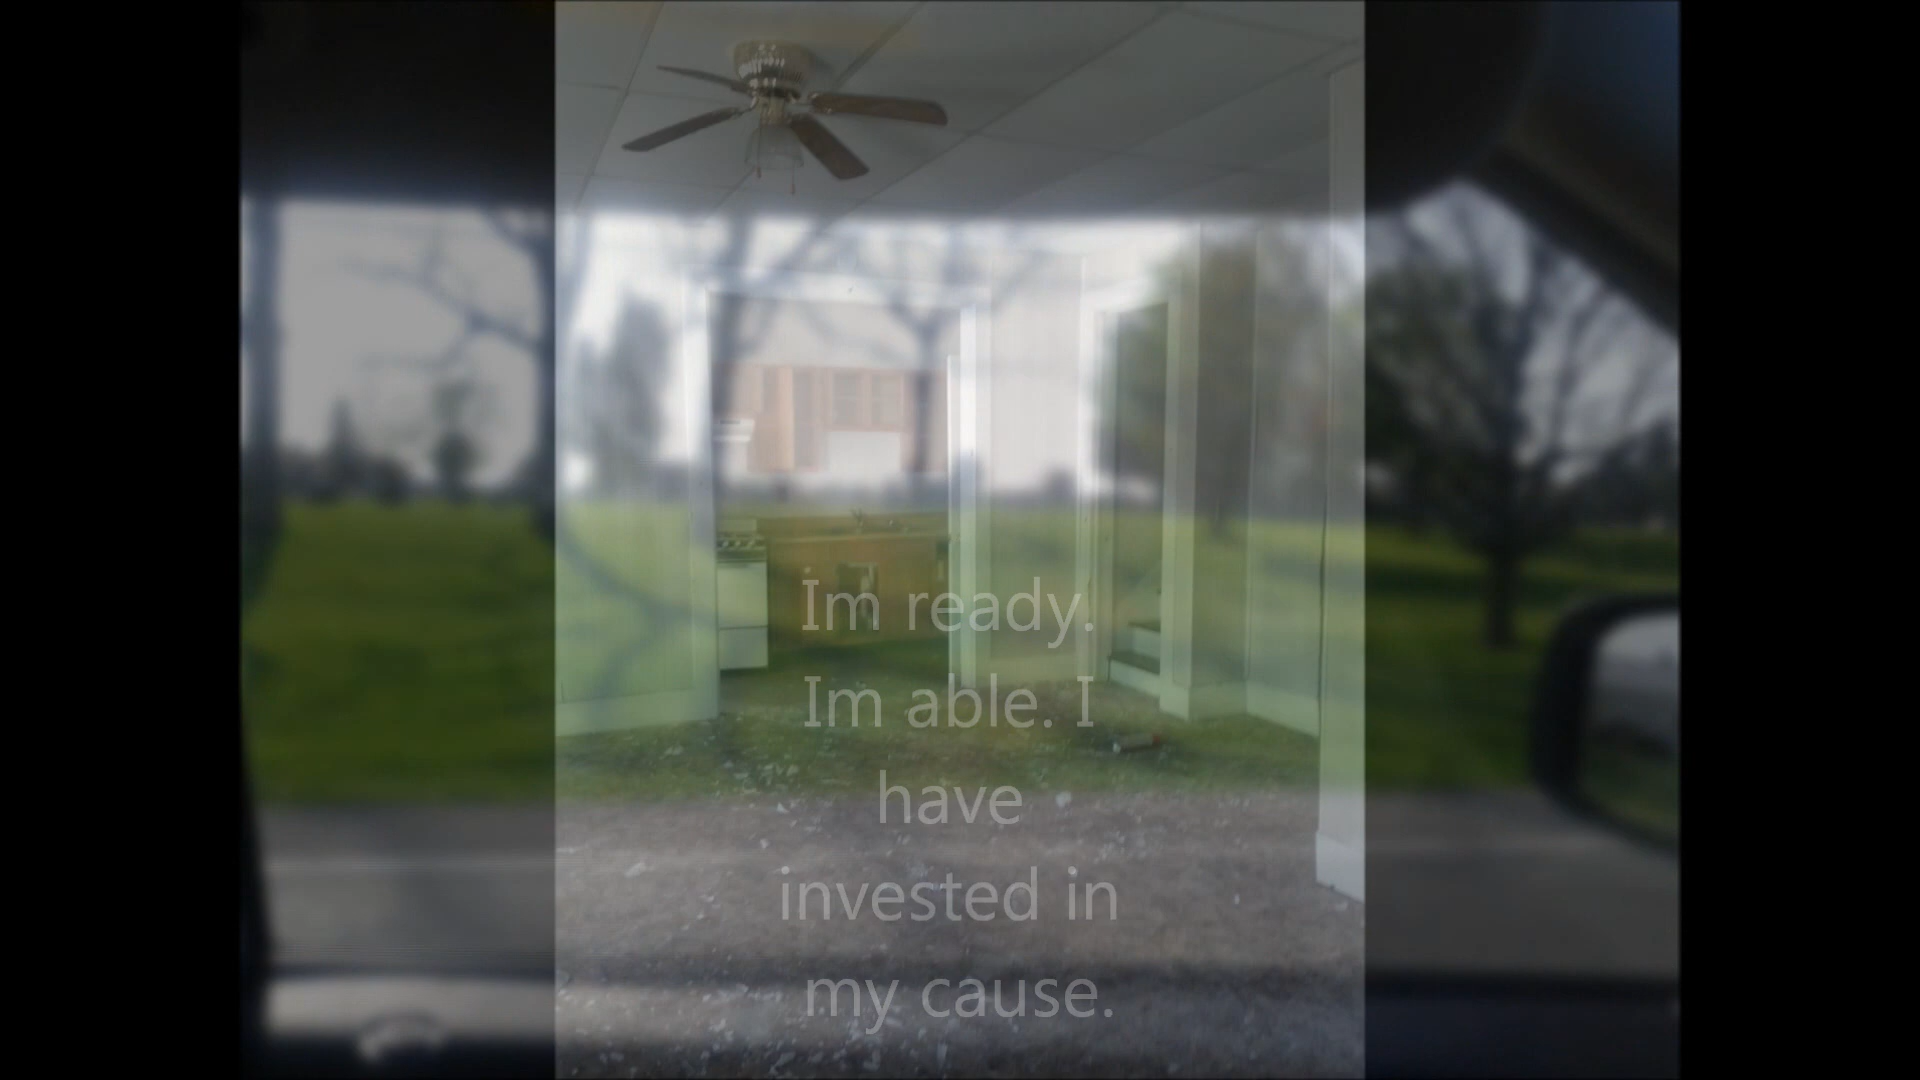 Im ready.
Im able. I
have
invested in
my cause.